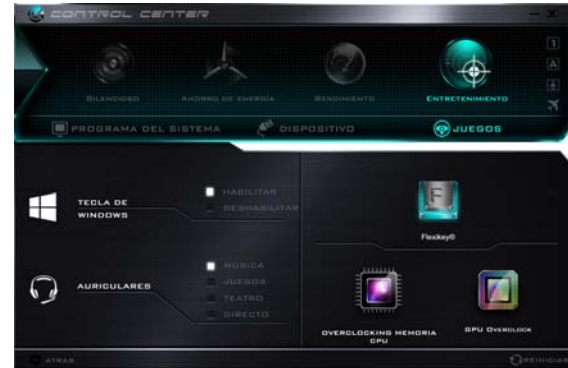 CONTROL CENTER
SILENCIOSO
AHORRO DE ENERGÍA
RENDIMIENTO
ENTRETENIMIENTO
1
A
PROGRAMA DEL SISTEMA
DISPOSITIVO
JUEGOS
TECLA DE
WINDOWS
HABILITAR
DESHABILITAR
F
Flexikey®
AURICULARES
MÚSICA
JUEGOS
TEATRO
DIRECTO
OVERCLOCKING MEMORIA
CPU
GPU OVERCLOCK
ATRÁS
REINICIAR